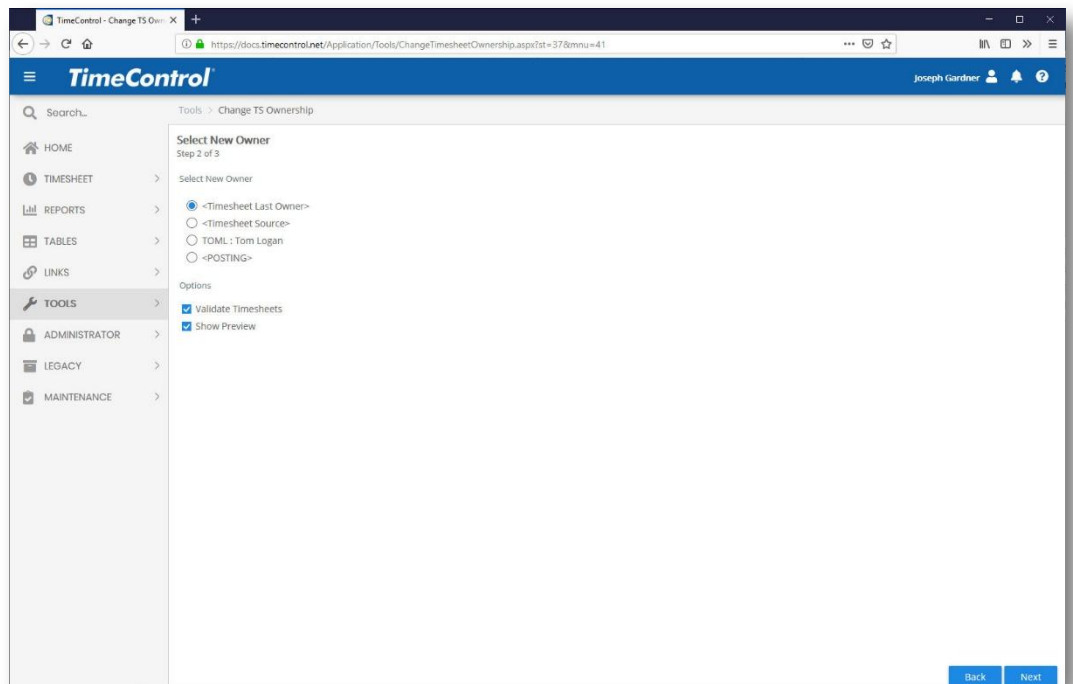 TimeControl - Change TS Own
https://docs.timecontrol.net/Application/Tools/ChangeTimesheetOwnership.aspx?st=37&mnu=41
TimeControl
Joseph Gardner
Search...
Tools > Change TS Ownership
HOME
TIMESHEET
REPORTS
TABLES
LINKS
TOOLS
ADMINISTRATOR
LEGACY
MAINTENANCE
Select New Owner
Step 2 of 3
Select New Owner
<Timesheet Last Owner>
<Timesheet Source>
TOML : Tom Logan
<POSTING>
Options
Validate Timesheets
Show Preview
Back
Next